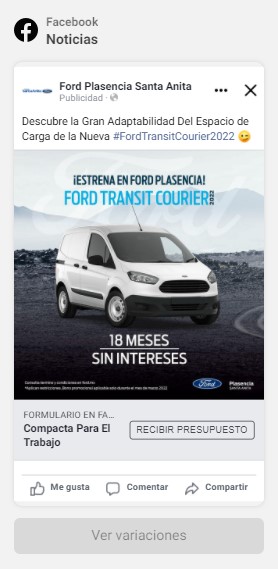 Facebook
Noticias
Ford Plasencia Santa Anita
Publicidad ·
Descubre la Gran Adaptabilidad Del Espacio de
Carga de la Nueva #FordTransitCourier2022 😉
¡ESTRENA EN FORD PLASENCIA!
FORD TRANSIT COURIER 2022
18 MESES
SIN INTERESES
Ford
Plasencia
SANTA ANITA
FORMULARIO EN FA...
Compacta Para El
Trabajo
RECIBIR PRESUPUESTO
Me gusta
Comentar
Compartir
Ver variaciones